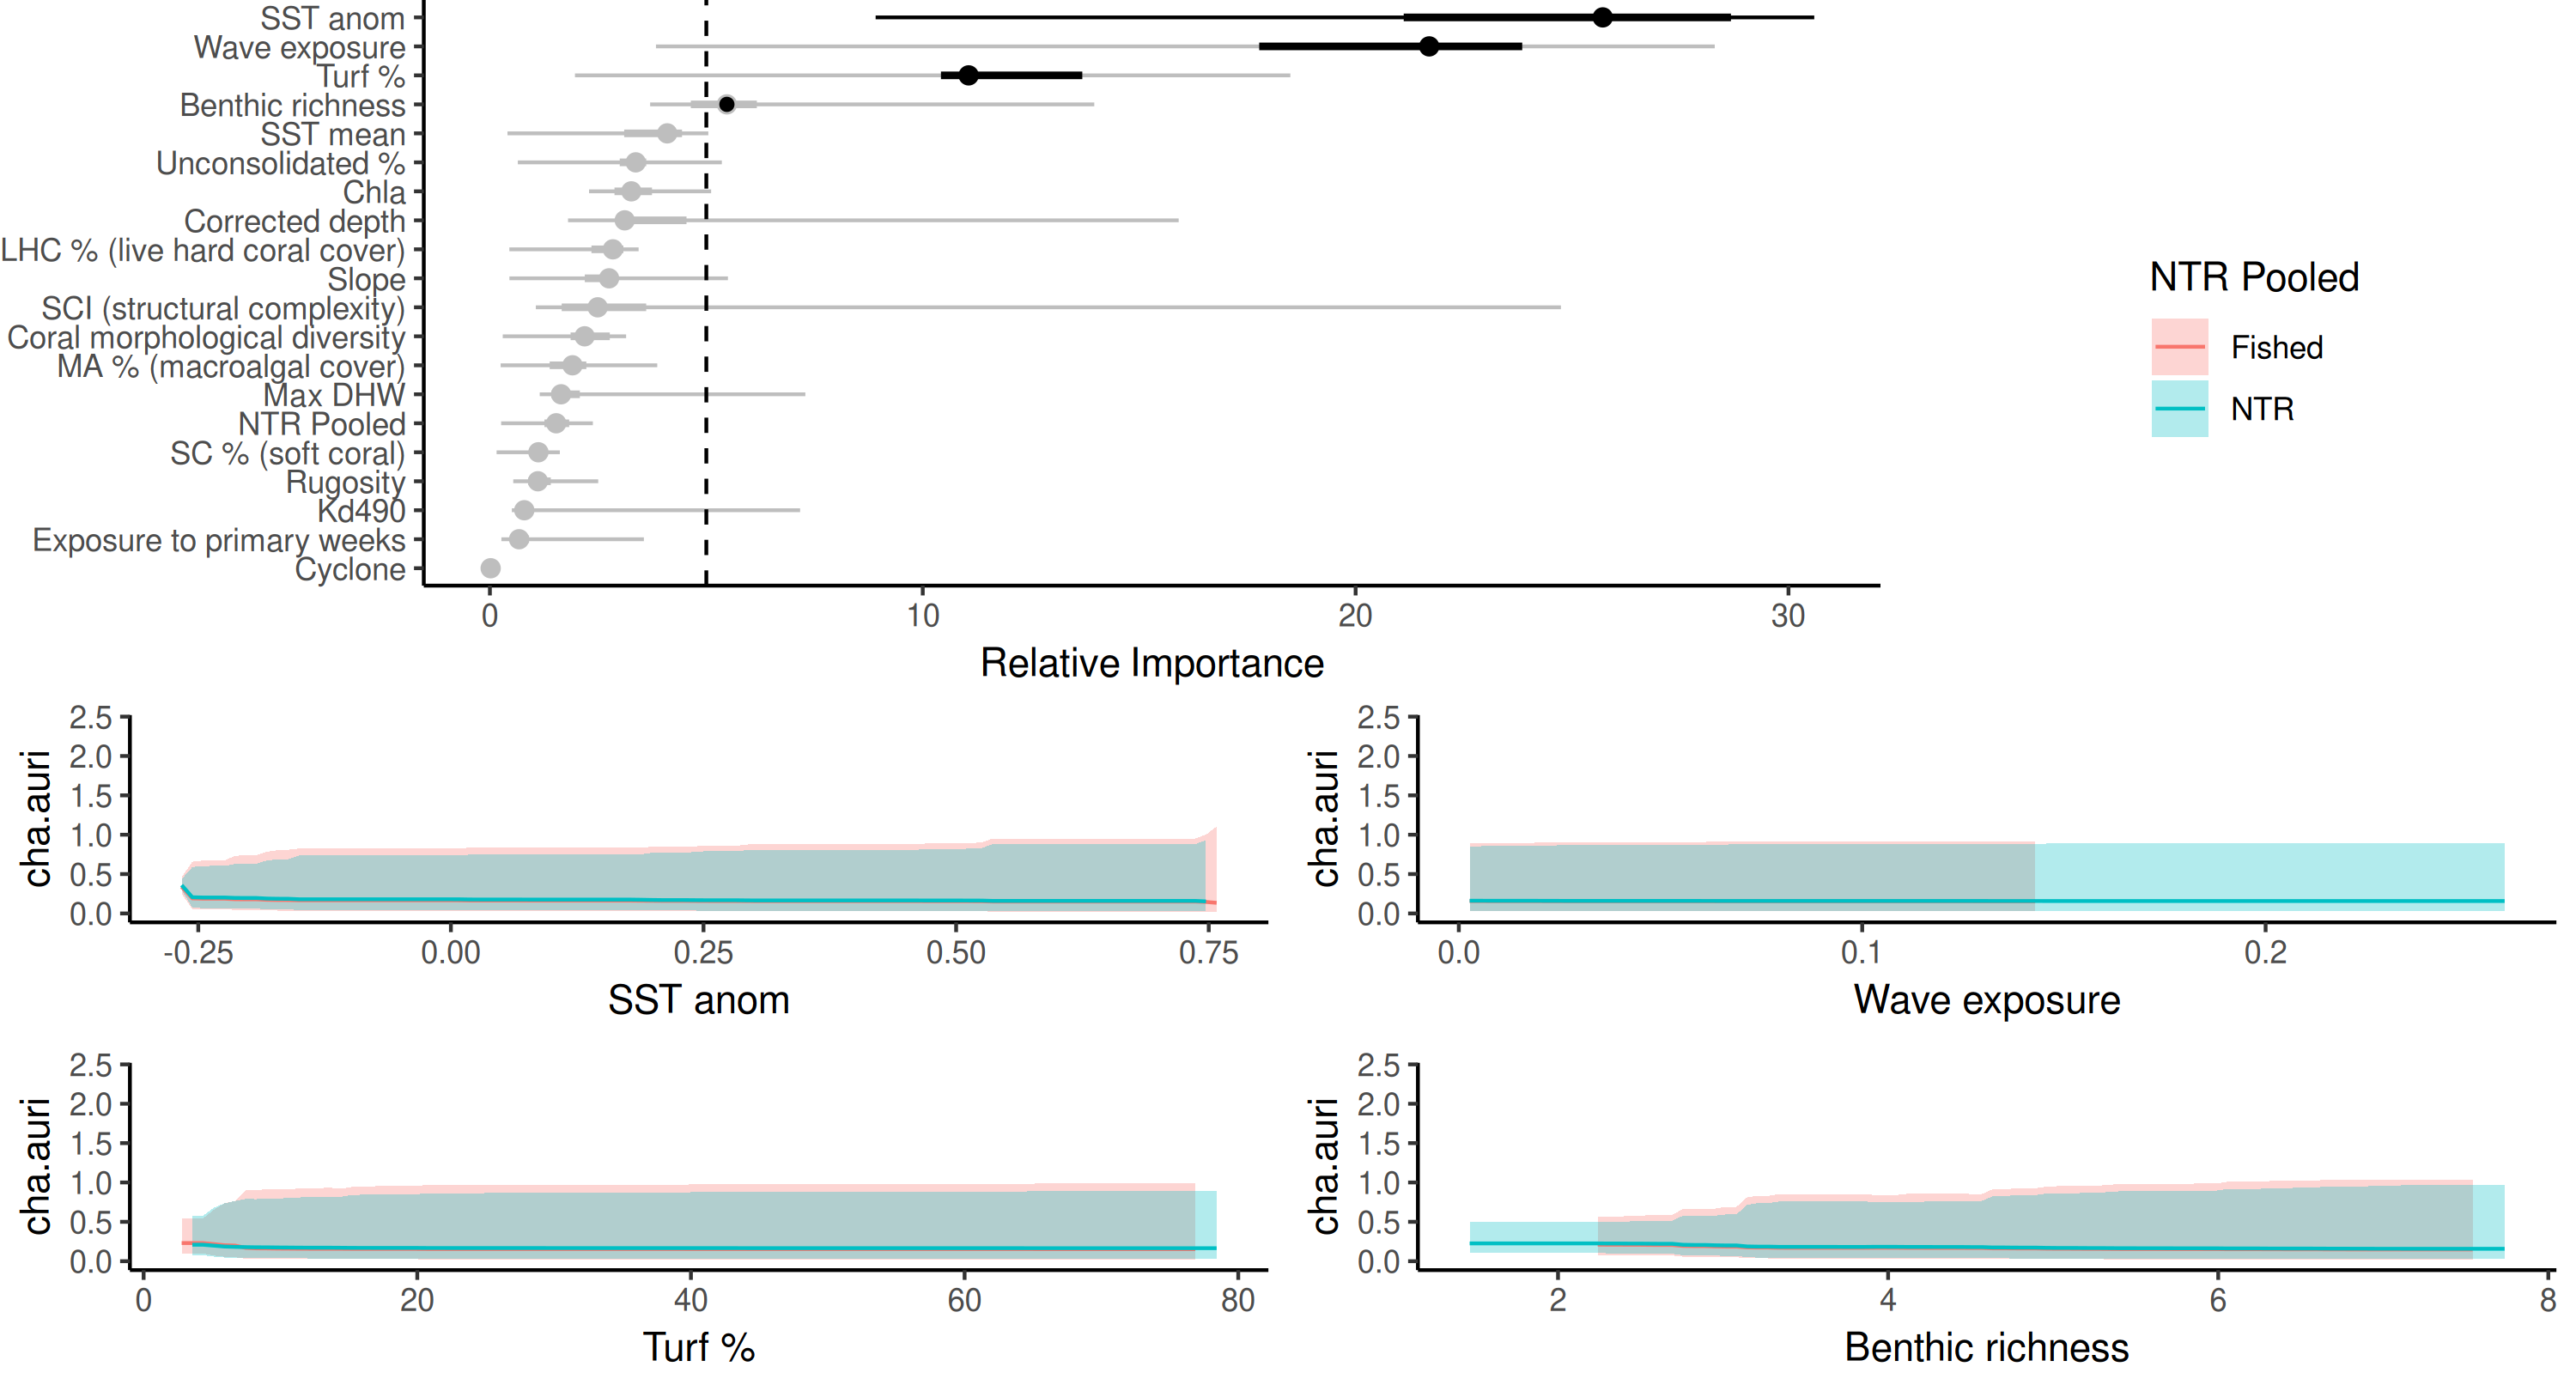 SST anom
Wave exposure
Turf %
Benthic richness
SST mean
Unconsolidated %
Chla
Corrected depth
LHC % (live hard coral cover)
Slope
SCI (structural complexity)
Coral morphological diversity
MA % (macroalgal cover)
Max DHW
NTR Pooled
SC % (soft coral)
Rugosity
Kd490
Exposure to primary weeks
Cyclone
0 10 20 30
Relative Importance
NTR Pooled
Fished
NTR
2.5
2.0
1.5
1.0
0.5
0.0
cha.auri
-0.25 0.00 0.25 0.50 0.75
SST anom
2.5
2.0
1.5
1.0
0.5
0.0
cha.auri
0.0 0.1 0.2
Wave exposure
2.5
2.0
1.5
1.0
0.5
0.0
cha.auri
0 20 40 60 80
Turf %
2.5
2.0
1.5
1.0
0.5
0.0
cha.auri
2 4 6 8
Benthic richness